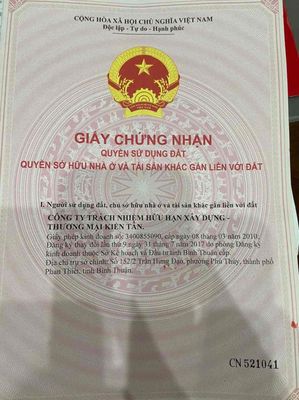 CỘNG HÒA XÃ HỘI CHỦ NGHĨA VIỆT NAM
Độc lập - Tự do - Hạnh phúc
GIẤY CHỨNG NHẬN
QUYỀN SỬ DỤNG ĐẤT
QUYỀN SỞ HỮU NHÀ Ở VÀ TÀI SẢN KHÁC GẮN LIỀN VỚI ĐẤT
I. Người sử dụng đất, chủ sở hữu nhà ở và tài sản khác gắn liền với đất
CÔNG TY TRÁCH NHIỆM HỮU HẠN XÂY DỰNG -
THƯƠNG MẠI KIẾN TÂN.
Giấy phép kinh doanh số: 3400855090, cấp ngày 08 tháng 03 năm 2010.
Đăng ký thay đổi lần thứ 9 ngày 31 tháng 7 năm 2017 do phòng Đăng ký
kinh doanh thuộc Sở Kế hoạch và Đầu tư tỉnh Bình Thuận cấp.
Địa chỉ trụ sở chính: Số 152/2 Trần Hưng Đạo, phường Phú Thủy, thành phố
Phan Thiết, tỉnh Bình Thuận.
CN 521041